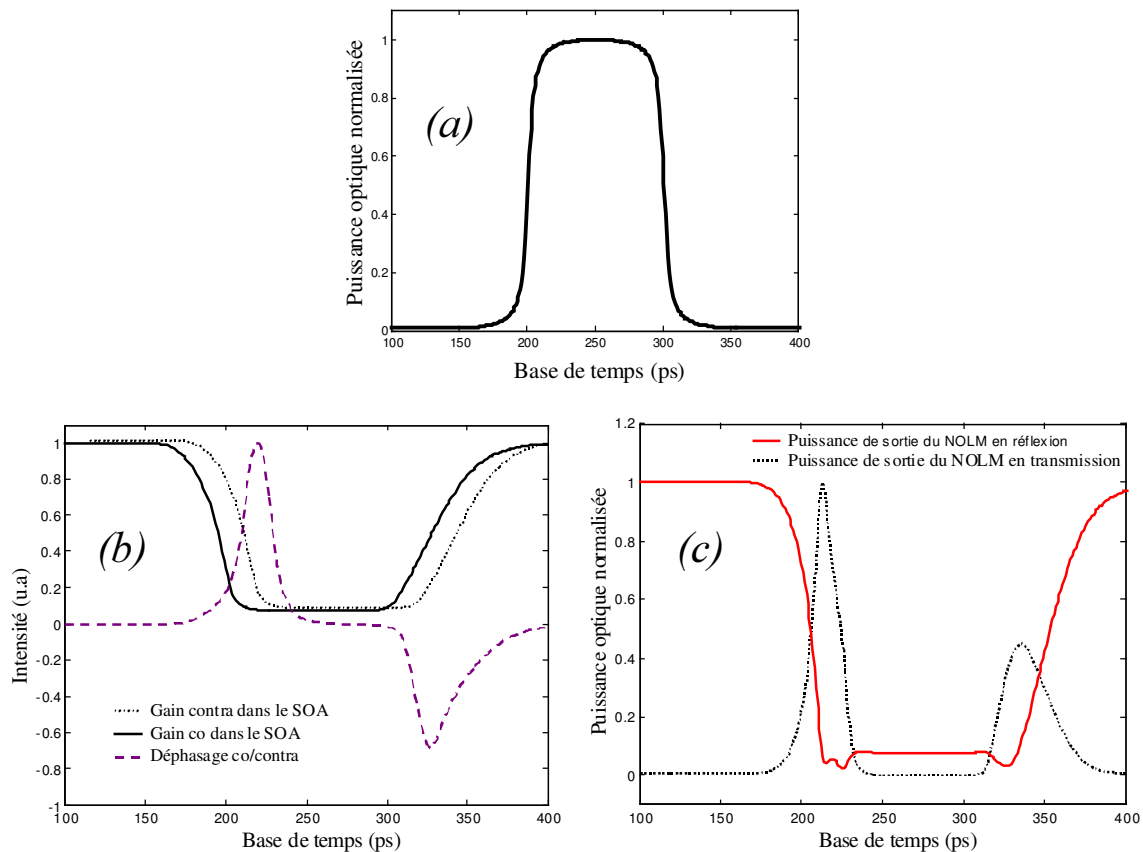 Puissance optique normalisée
1
0.8
0.6
0.4
0.2
0
(a)
100 150 200 250 300 350 400
Base de temps (ps)
Intensité (u.a)
1
0.8
0.6
0.4
0.2
0
-0.2
-0.4
-0.6
-0.8
-1
(b)
Gain contra dans le SOA
Gain co dans le SOA
Déphasage co/contra
100 150 200 250 300 350 400
Base de temps (ps)
Puissance optique normalisée
1.2
1
0.8
0.6
0.4
0.2
0
Puissance de sortie du NOLM en réflexion
Puissance de sortie du NOLM en transmission
(c)
100 150 200 250 300 350 400
Base de temps (ps)